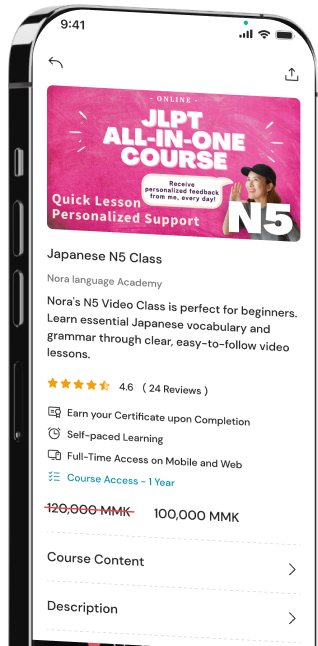 9:41
- ONLINE -
JLPT
ALL-IN-ONE
COURSE
Receive
personalized feedback
from me, every day!
Quick Lesson
Personalized Support
N5
Japanese N5 Class
Nora language Academy
Nora's N5 Video Class is perfect for beginners.
Learn essential Japanese vocabulary and
grammar through clear, easy-to-follow video
lessons.
4.6 ( 24 Reviews )
Earn your Certificate upon Completion
Self-paced Learning
Full-Time Access on Mobile and Web
Course Access - 1 Year
120,000 MMK 100,000 MMK
Course Content
Description